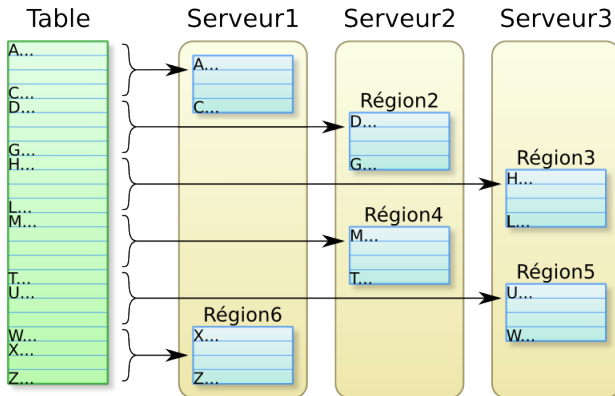 Table
Serveur1
Serveur2
Serveur3
A...
C...
D...
G...
H...
L...
M...
T...
U...
W...
X...
Z...
A...
C...
Région2
D...
G...
Région3
H...
L...
Région4
M...
T...
Région5
U...
W...
Région6
X...
Z...